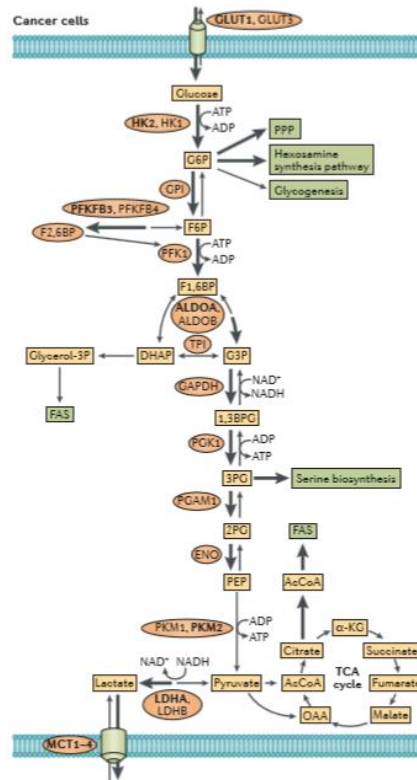 Cancer cells
GLUT1, GLUT3
Glucose
HK2, HK1
ATP
ADP
G6P
PPP
Hexosamine
synthesis pathway
Glycogenesis
GPI
PFKFB3, PFKFB4
F2,6BP
F6P
PFK1
ATP
ADP
F1,6BP
ALDOA,
ALDOB
TPI
Glycerol-3P
DHAP
G3P
FAS
GAPDH
NAD+
NADH
1,3BPG
PGK1
ADP
ATP
3PG
Serine biosynthesis
PGAM1
2PG
FAS
ENO
PEP
AcCoA
PKM1, PKM2
ADP
ATP
α-KG
Citrate
Succinate
NAD+
NADH
Lactate
Pyruvate
AcCoA
TCA
cycle
Fumarate
LDHA,
LDHB
OAA
Malate
MCT1–4